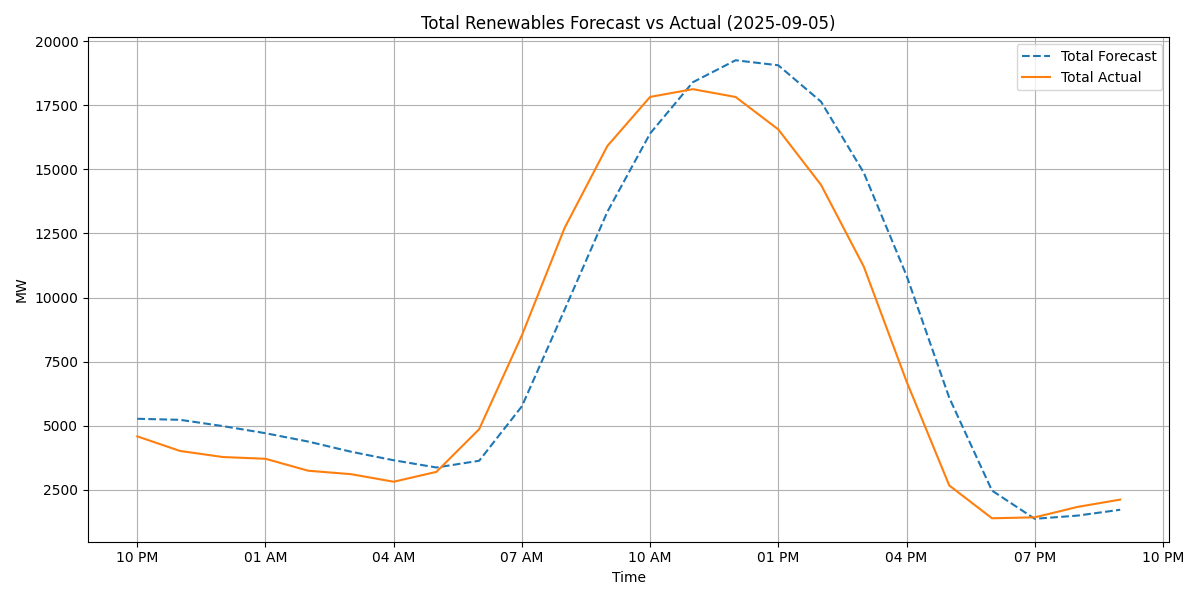 Total Renewables Forecast vs Actual (2025-09-05)
Total Forecast
Total Actual
20000
17500
15000
12500
10000
7500
5000
2500
MW
10 PM 01 AM 04 AM 07 AM 10 AM 01 PM 04 PM 07 PM 10 PM
Time